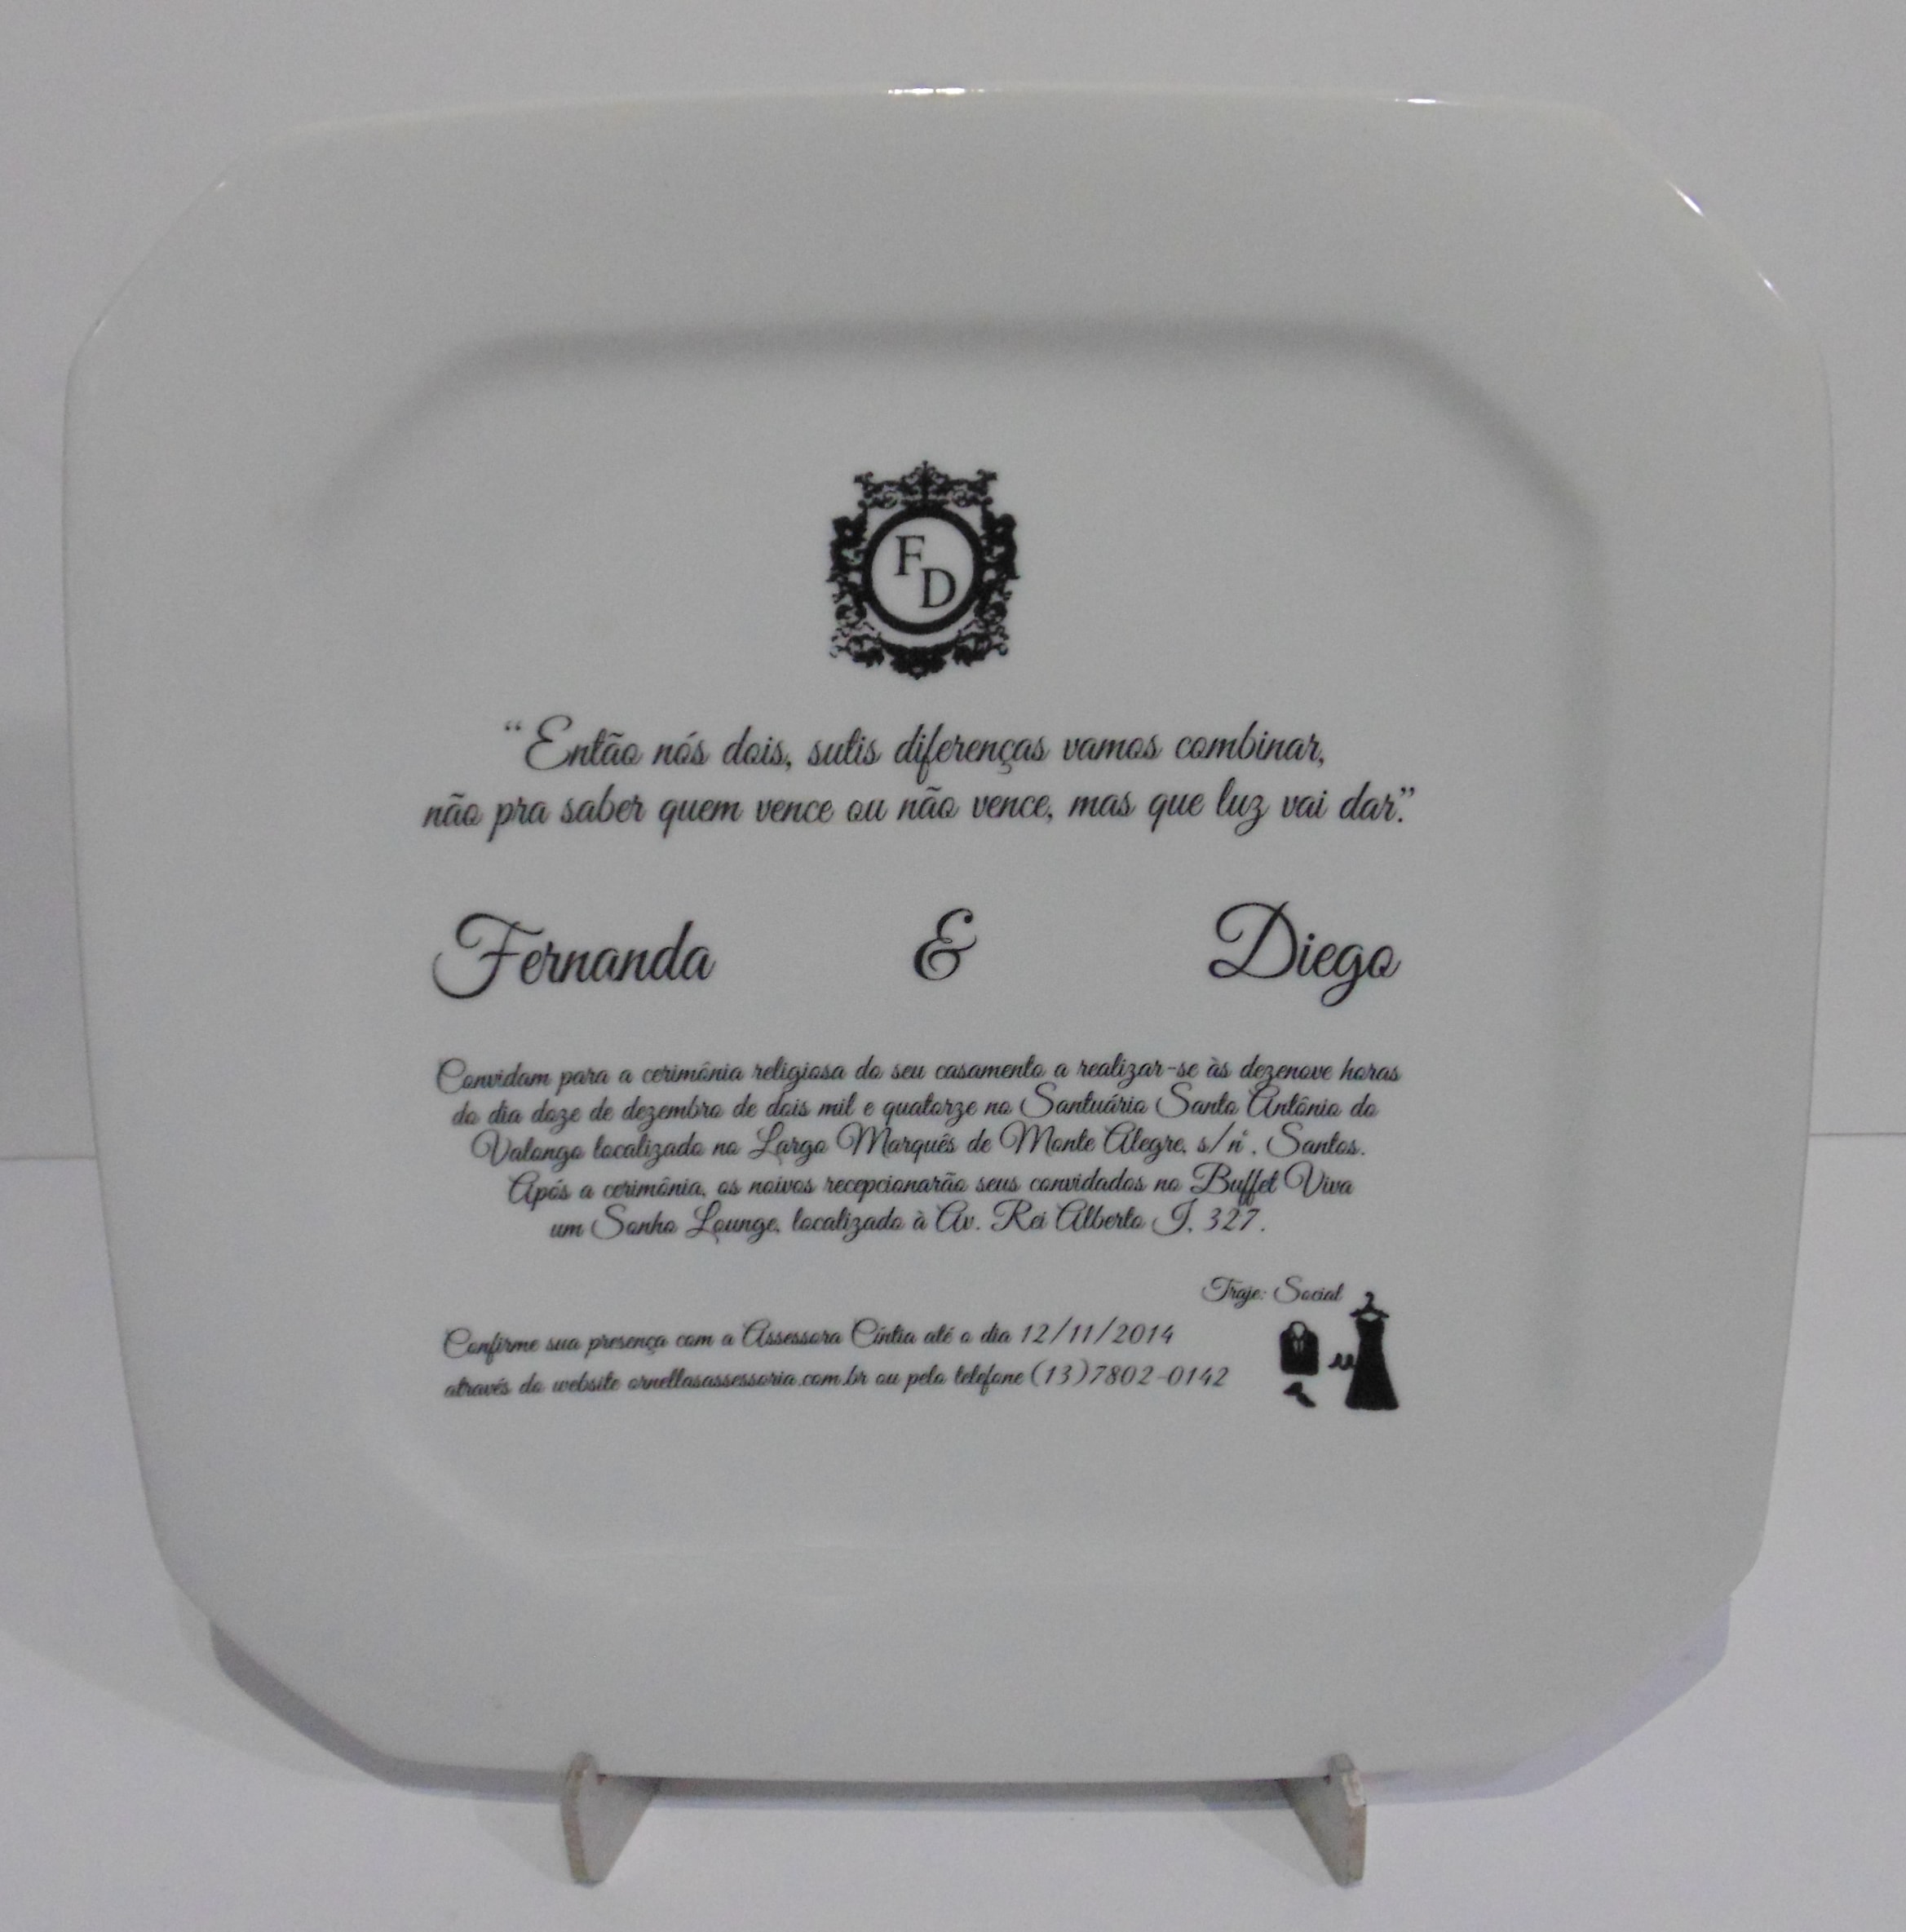 F
D
“Então nós dois, sutis diferenças vamos combinar,
não pra saber quem vence ou não vence, mas que luz vai dar.”
Fernanda & Diego
Convidam para a cerimônia religiosa do seu casamento a realizar-se às dezenove horas
do dia doze de dezembro de dois mil e quatorze no Santuário Santo Antônio do
Valongo localizado no Largo Marquês de Monte Alegre, s/nº, Santos.
Após a cerimônia, os noivos recepcionarão seus convidados no Buffet Viva
um Sonho Lounge, localizado à Av. Rei Alberto I, 327.
Traje: Social
Confirme sua presença com a Assessora Cíntia até o dia 12/11/2014
através do website ornellasassessoria.com.br ou pelo telefone (13)7802-0142